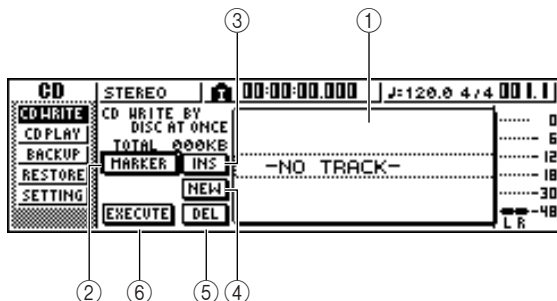 ③ ①
CD STEREO 00:00:00.000 ♩=120.0 4/4 001.1
CD WRITE
CD PLAY
BACKUP
RESTORE
SETTING
CD WRITE BY
DISC AT ONCE
TOTAL 000KB
MARKER INS
NEW
EXECUTE DEL
-NO TRACK-
0
6
12
18
30
48
L R
② ⑥ ⑤ ④